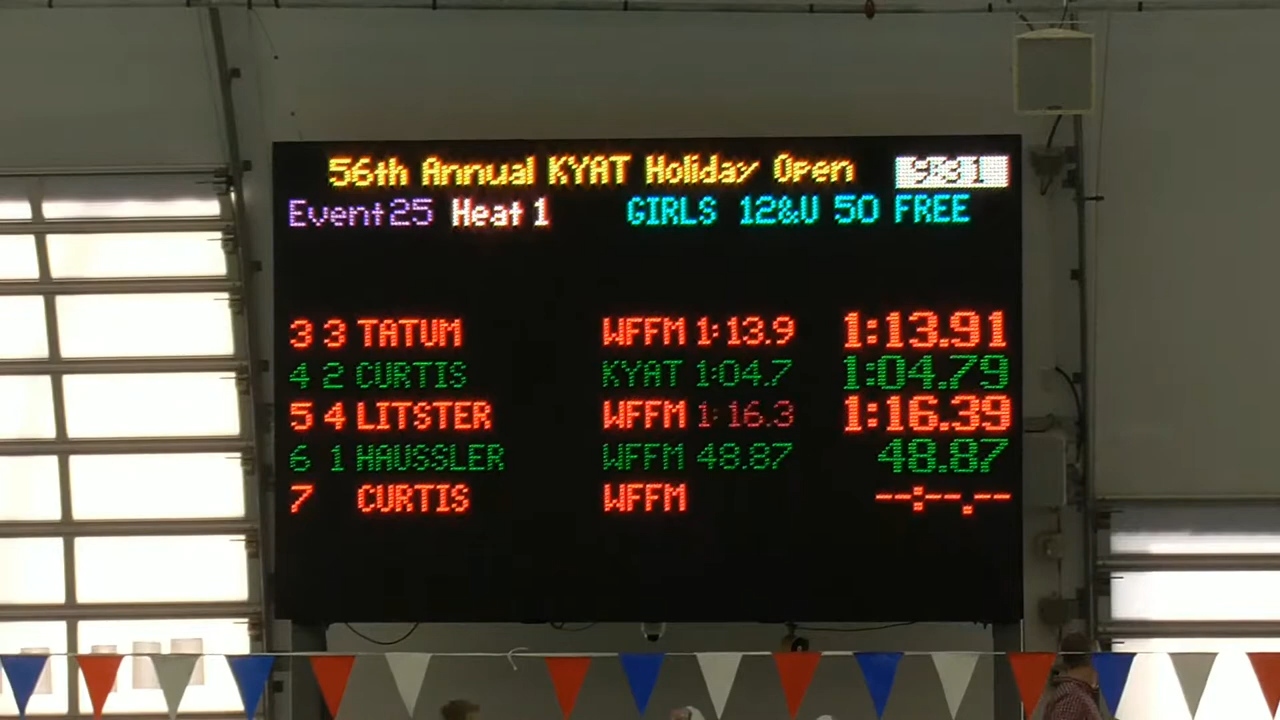 56th Annual KYAT Holiday Open
Event 25 Heat 1 GIRLS 12&U 50 FREE
3 3 TATUM WFFM 1:13.9 1:13.91
4 2 CURTIS KYAT 1:04.7 1:04.79
5 4 LITSTER WFFM 1:16.3 1:16.39
6 1 HAUSSLER WFFM 48.87 48.87
7 CURTIS WFFM --:--.--